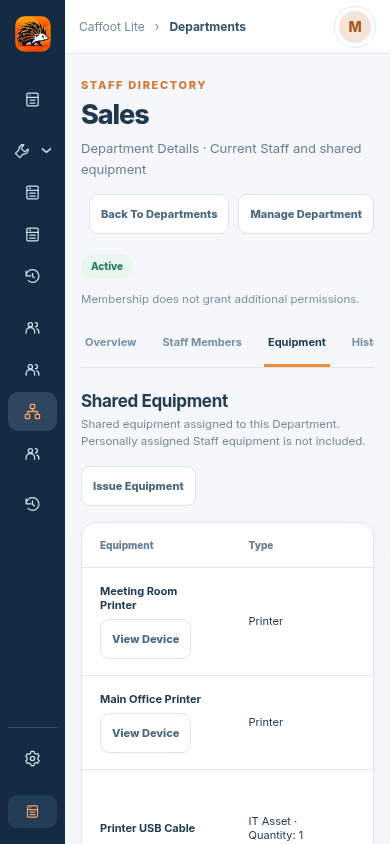 Caffoot Lite › Departments
M
STAFF DIRECTORY
Sales
Department Details · Current Staff and shared
equipment
Back To Departments
Manage Department
Active
Membership does not grant additional permissions.
Overview Staff Members Equipment
Shared Equipment
Shared equipment assigned to this Department.
Personally assigned Staff equipment is not included.
Issue Equipment
Equipment Type
Meeting Room
Printer
View Device
Printer
Main Office Printer
View Device
Printer
Printer USB Cable
IT Asset ·
Quantity: 1